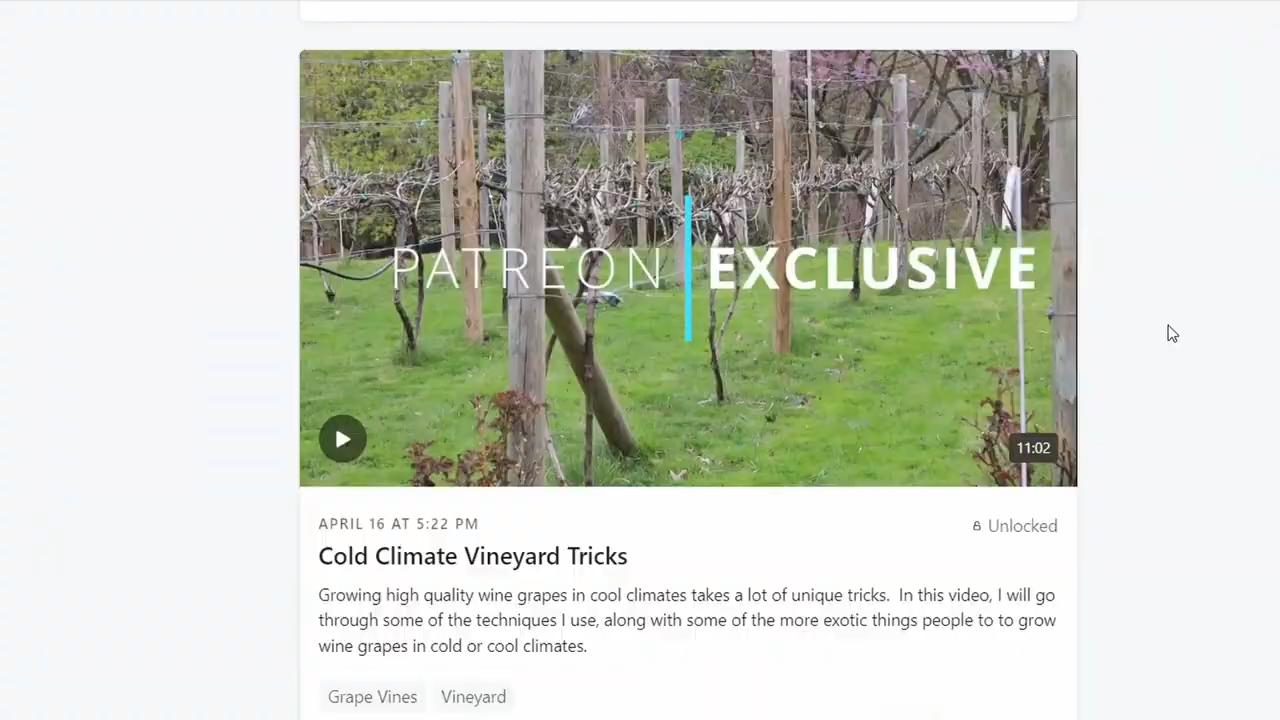 PATREON EXCLUSIVE
11:02
APRIL 16 AT 5:22 PM
Unlocked
Cold Climate Vineyard Tricks
Growing high quality wine grapes in cool climates takes a lot of unique tricks.  In this video, I will go
through some of the techniques I use, along with some of the more exotic things people to to grow
wine grapes in cold or cool climates.
Grape Vines
Vineyard